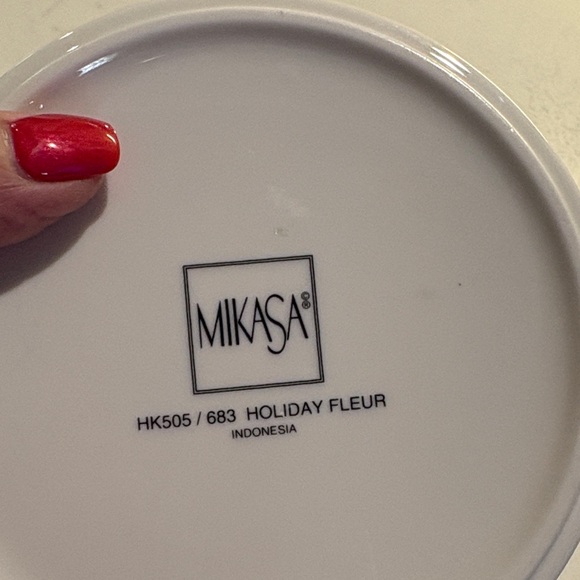 MIKASA®©
HK505 / 683 HOLIDAY FLEUR
INDONESIA